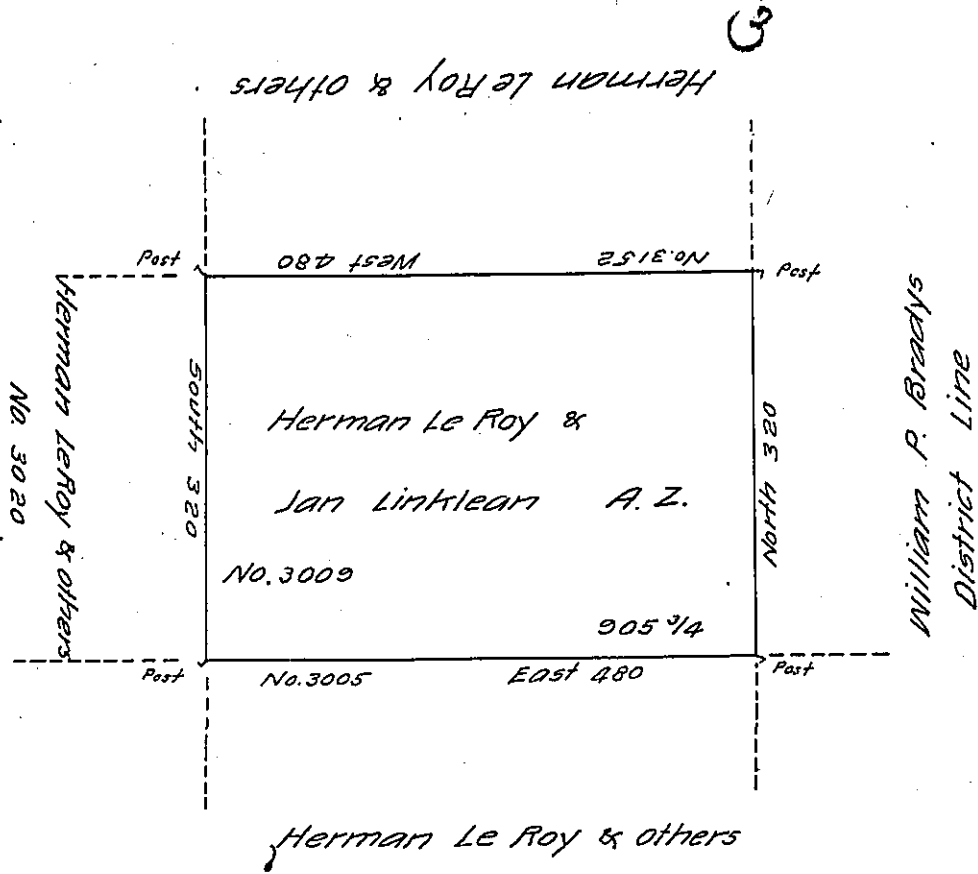 Herman Le Roy & others
Post
West 480
No. 3152
Post
Herman LeRoy & others
No. 3020
South 320
Herman Le Roy &
Jan Linklean A. Z.
No. 3009
905 3/4
North 320
William P. Bradys
District Line
Post
No. 3005
East 480
Post
Herman Le Roy & others